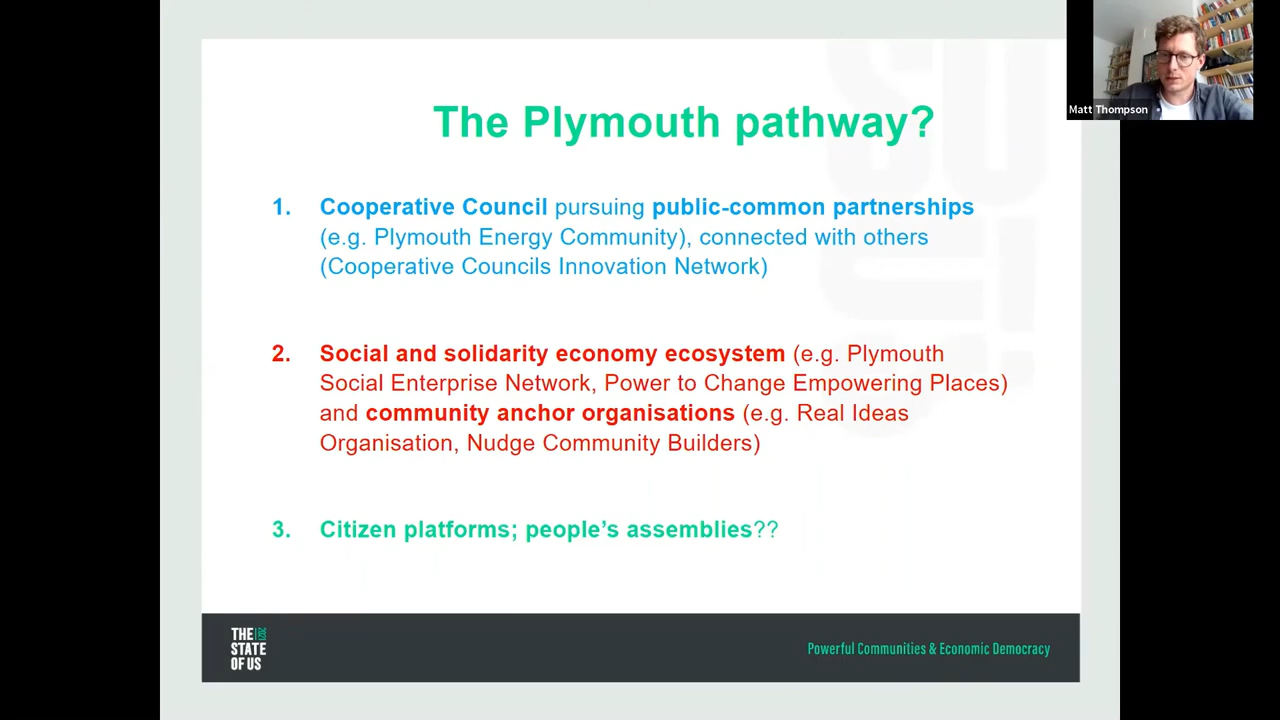 The Plymouth pathway?
Matt Thompson
1. Cooperative Council pursuing public-common partnerships
(e.g. Plymouth Energy Community), connected with others
(Cooperative Councils Innovation Network)
2. Social and solidarity economy ecosystem (e.g. Plymouth
Social Enterprise Network, Power to Change Empowering Places)
and community anchor organisations (e.g. Real Ideas
Organisation, Nudge Community Builders)
3. Citizen platforms; people’s assemblies??
THE
STATE
OF US
Powerful Communities & Economic Democracy